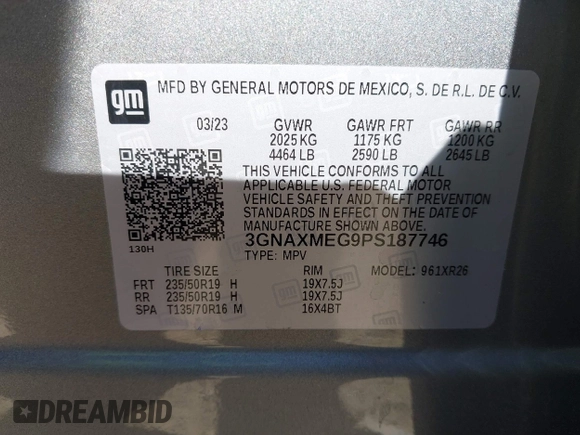 gm MFD BY GENERAL MOTORS DE MEXICO, S. DE R.L. DE C.V.
03/23 GVWR GAWR FRT GAWR RR
2025 KG 1175 KG 1200 KG
4464 LB 2590 LB 2645 LB
THIS VEHICLE CONFORMS TO ALL
APPLICABLE U.S. FEDERAL MOTOR
VEHICLE SAFETY AND THEFT PREVENTION
STANDARDS IN EFFECT ON THE DATE OF
MANUFACTURE SHOWN ABOVE.
130H 3GNAXMEG9PS187746
TYPE: MPV MODEL: 961XR26
TIRE SIZE RIM
FRT 235/50R19 H 19X7.5J
RR 235/50R19 H 19X7.5J
SPA T135/70R16 M 16X4BT
DREAMBID